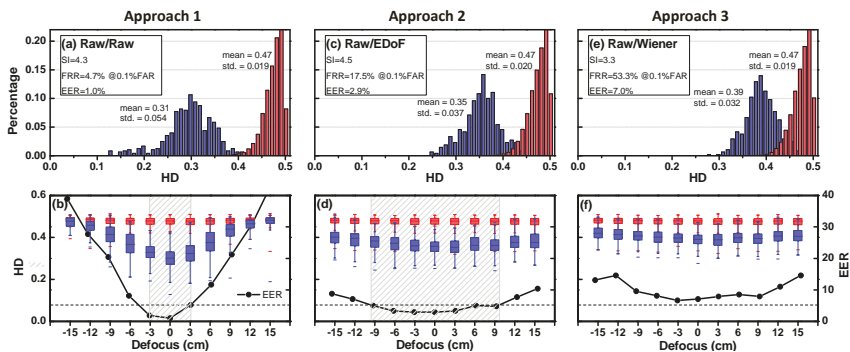 Approach 1
Approach 2
Approach 3
Percentage
0.20
0.15
0.10
0.05
0.00
(a) Raw/Raw
SI=4.3
FRR=4.7% @0.1%FAR
EER=1.0%
mean = 0.47
std. = 0.019
mean = 0.31
std. = 0.054
0.0 0.1 0.2 0.3 0.4 0.5
HD
(c) Raw/EDoF
SI=4.5
FRR=17.5% @0.1%FAR
EER=2.9%
mean = 0.47
std. = 0.020
mean = 0.35
std. = 0.037
0.0 0.1 0.2 0.3 0.4 0.5
HD
(e) Raw/Wiener
SI=3.3
FRR=53.3% @0.1%FAR
EER=7.0%
mean = 0.47
std. = 0.019
mean = 0.39
std. = 0.032
0.0 0.1 0.2 0.3 0.4 0.5
HD
HD
0.6
0.4
0.2
0.0
(b)
EER
-15 -12 -9 -6 -3 0 3 6 9 12 15
Defocus (cm)
(d)
-15 -12 -9 -6 -3 0 3 6 9 12 15
Defocus (cm)
(f)
-15 -12 -9 -6 -3 0 3 6 9 12 15
Defocus (cm)
40
30
20
10
0
EER